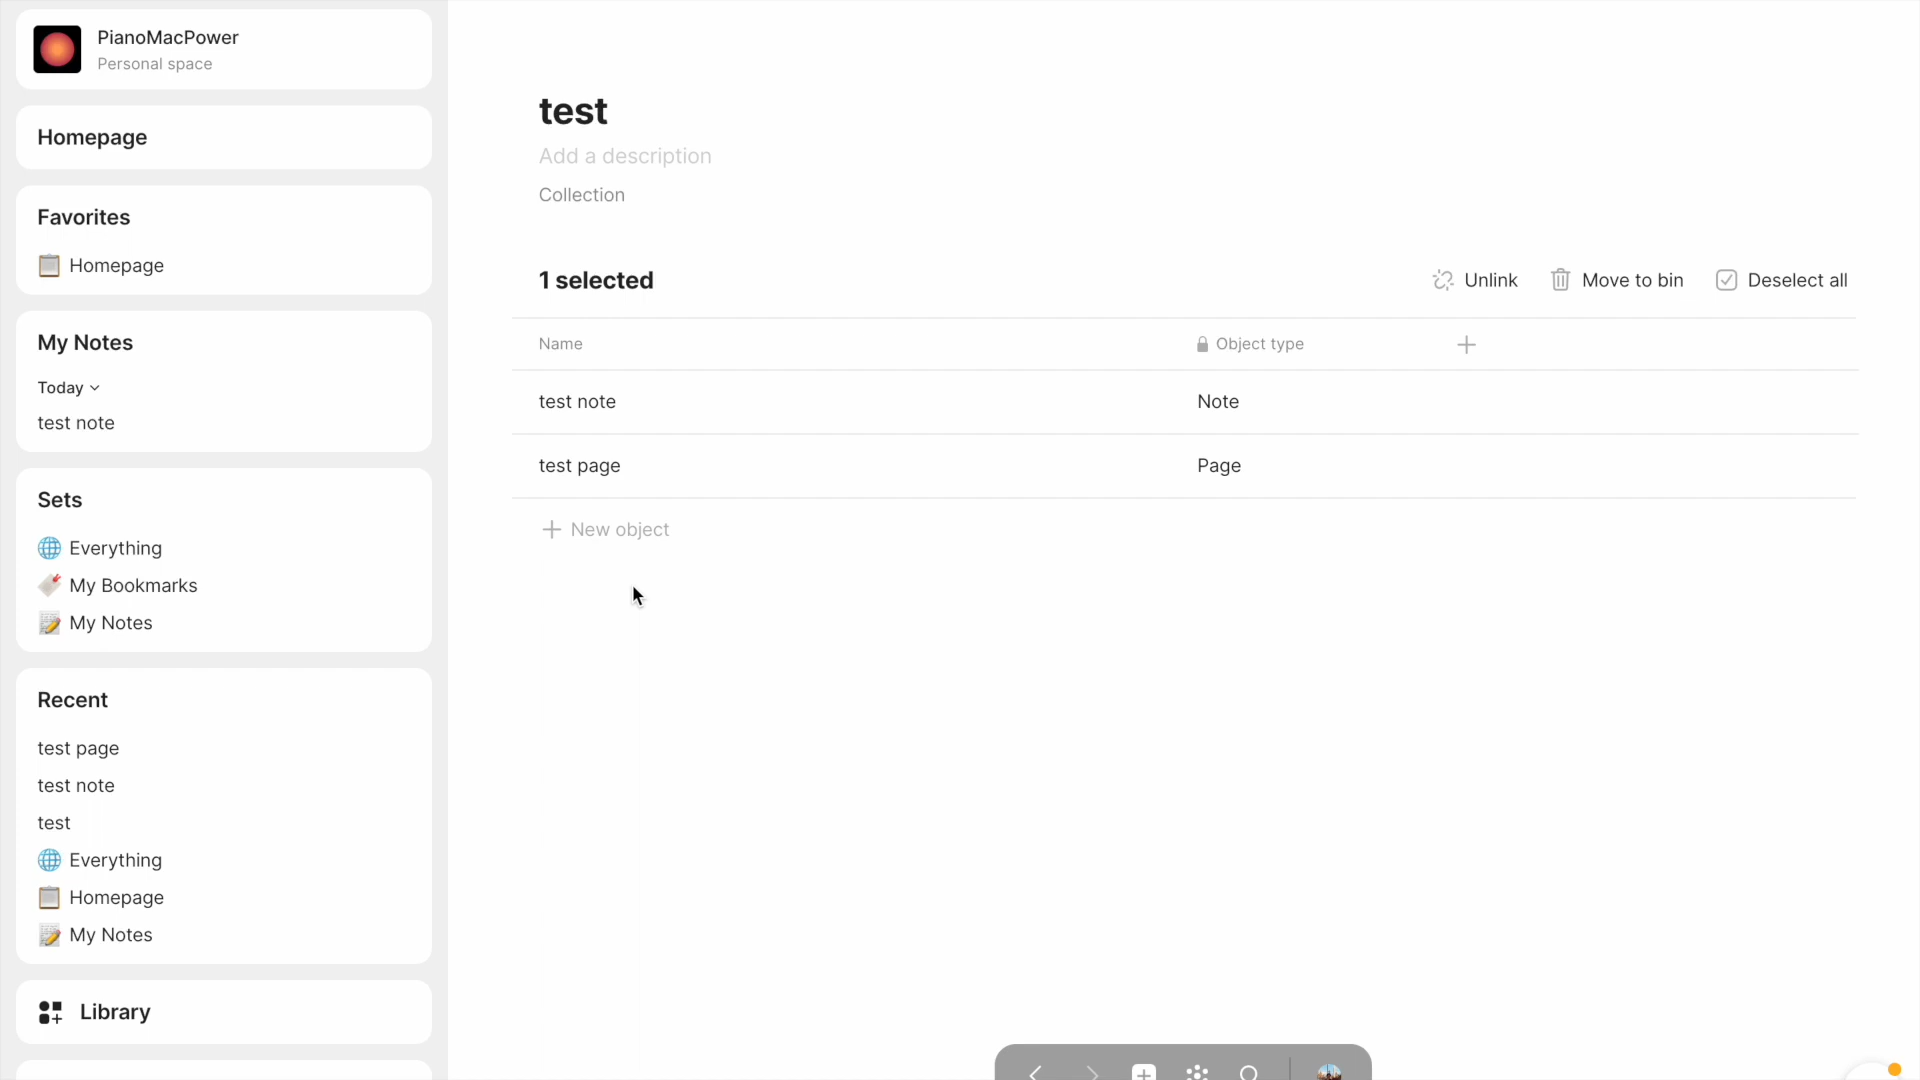 PianoMacPower
Personal space
Homepage
Favorites
Homepage
My Notes
Today
test note
Sets
Everything
My Bookmarks
My Notes
Recent
test page
test note
test
Everything
Homepage
My Notes
Library
test
Add a description
Collection
1 selected Unlink Move to bin Deselect all
Name Object type
test note Note
test page Page
New object